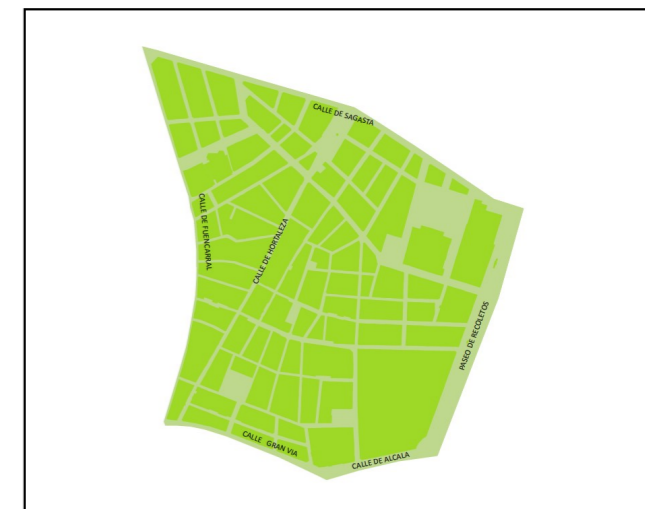 CALLE DE SAGASTA
CALLE DE FUENCARRAL
CALLE DE HORTALEZA
PASEO DE RECOLETOS
CALLE GRAN VIA
CALLE DE ALCALA